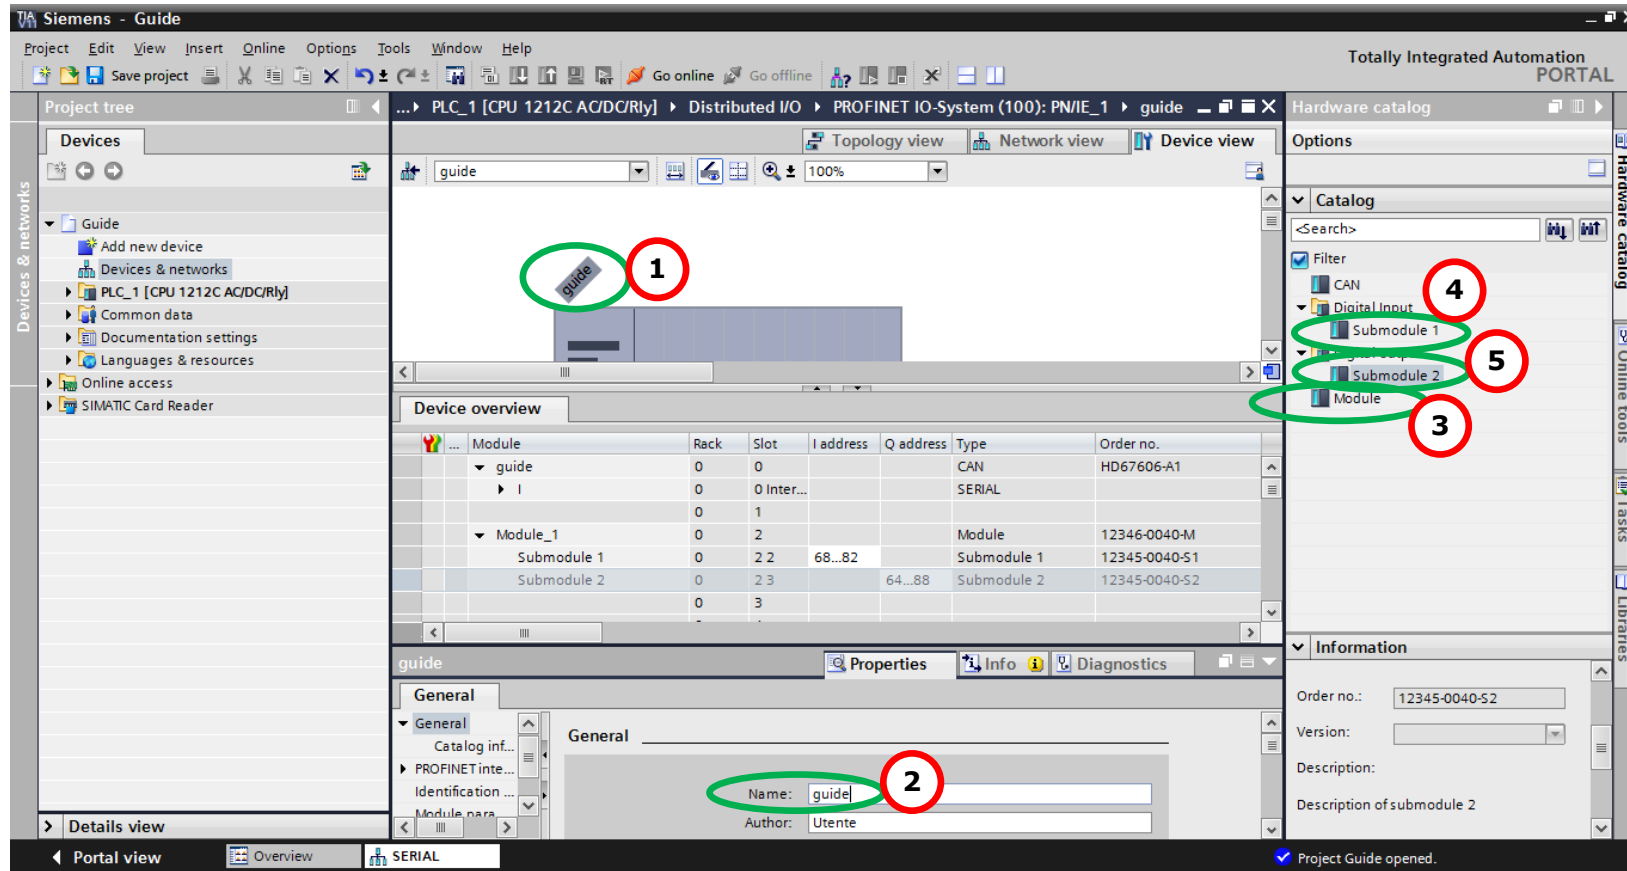 Siemens - Guide
Project Edit View Insert Online Options Tools Window Help
Totally Integrated Automation
PORTAL
Save project Go online Go offline
Project tree
...▸ PLC_1 [CPU 1212C AC/DC/Rly] ▸ Distributed I/O ▸ PROFINET IO-System (100): PN/IE_1 ▸ guide
Hardware catalog
Devices
Topology view Network view Device view
Options
guide 100%
Catalog
<Search>
Filter
CAN
Digital Input
Submodule 1
Submodule 2
Module
4
5
3
Guide
Add new device
Devices & networks
PLC_1 [CPU 1212C AC/DC/Rly]
Common data
Documentation settings
Languages & resources
Online access
SIMATIC Card Reader
Devices & networks
guide
1
Device overview
... Module Rack Slot I address Q address Type Order no.
guide 0 0 CAN HD67606-A1
I 0 0 Inter... SERIAL
0 1
Module_1 0 2 Module 12346-0040-M
Submodule 1 0 2 2 68...82 Submodule 1 12345-0040-S1
Submodule 2 0 2 3 64...88 Submodule 2 12345-0040-S2
0 3
guide Properties Info Diagnostics
General
General
Catalog inf...
PROFINET inte...
Identification ...
Module para...
General
Name: guide
2
Author: Utente
Information
Order no.: 12345-0040-S2
Version:
Description:
Description of submodule 2
Hardware catalog
Online tools
Tasks
Libraries
Details view
Portal view Overview SERIAL
Project Guide opened.